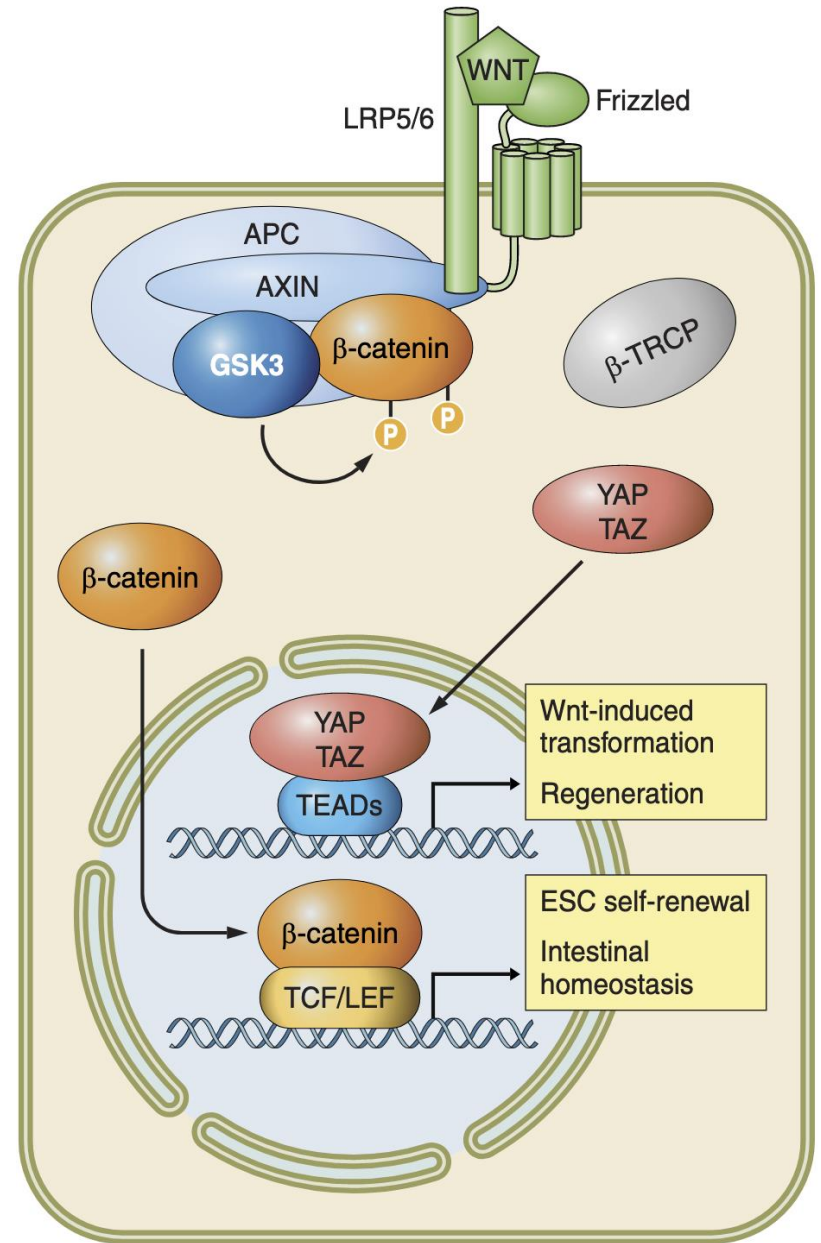 WNT
Frizzled
LRP5/6
APC
AXIN
GSK3
β-catenin
P
P
β-TRCP
YAP
TAZ
β-catenin
YAP
TAZ
TEADs
Wnt-induced
transformation
Regeneration
β-catenin
TCF/LEF
ESC self-renewal
Intestinal
homeostasis